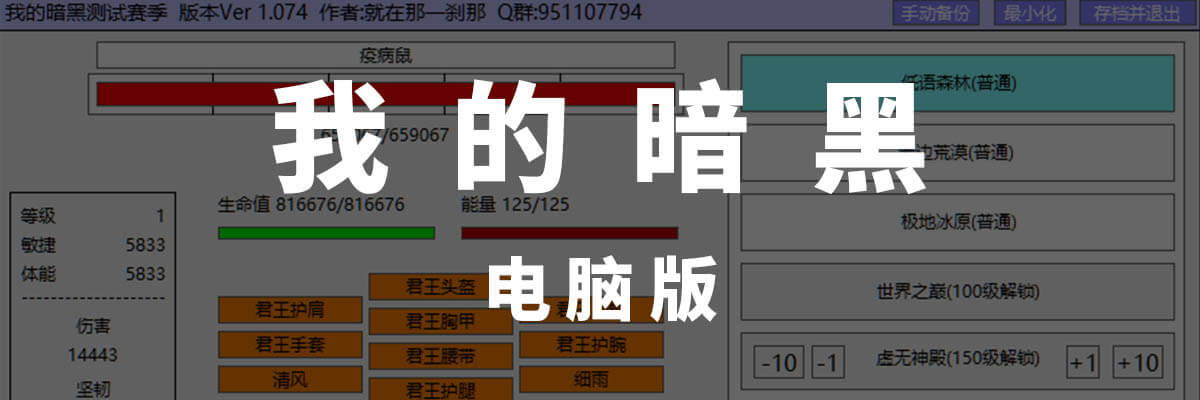 我的暗黑测试赛季 版本Ver 1.074 作者:就在那一刹那 Q群:951107794
手动备份 最小化 存档并退出
疫病鼠
/659067
我的暗黑
电脑版
生命值 816676/816676 能量 125/125
等级 1
敏捷 5833
体能 5833
伤害
14443
坚韧
君王头盔
君王护肩
君王胸甲
君王手套
君王护腕
君王腰带
清风
细雨
君王护腿
低语森林(普通)
荒漠(普通)
极地冰原(普通)
世界之巅(100级解锁)
-10 -1 虚无神殿(150级解锁) +1 +10